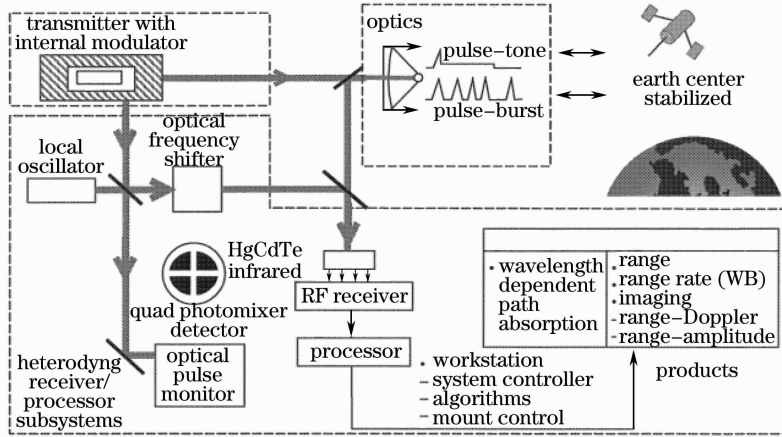 transmitter with
internal modulator
optics
pulse-tone
pulse-burst
earth center
stabilized
optical
frequency
shifter
local
oscillator
HgCdTe
infrared
quad photomixer
detector
RF receiver
processor
heterodyng
receiver/
processor
subsystems
optical
pulse
monitor
· wavelength
dependent
path
absorption
· range
· range rate (WB)
· imaging
- range-Doppler
- range-amplitude
· workstation
- system controller
- algorithms
- mount control
products